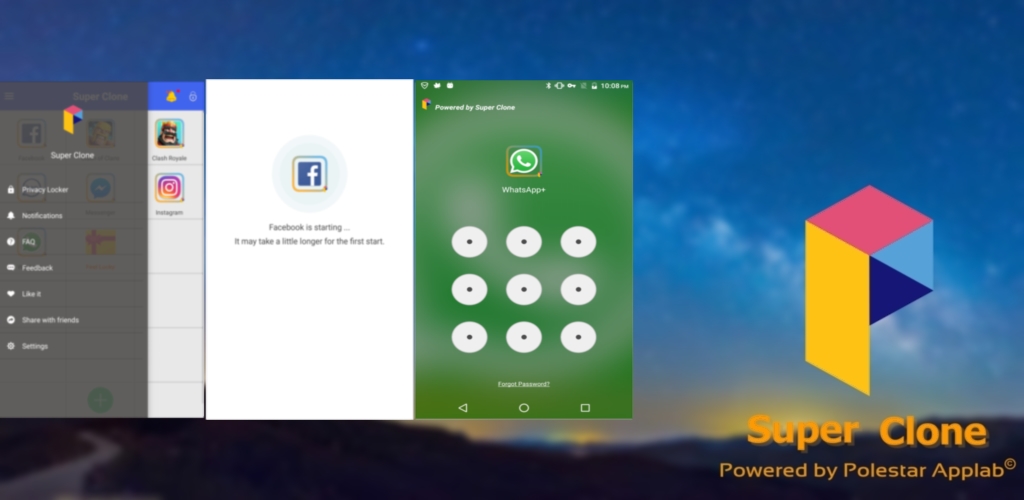 Super Clone
Super Clone
Privacy Locker
Notifications
FAQ
Feedback
Like it
Share with friends
Settings
Clash Royale
Instagram
Facebook is starting ...
It may take a little longer for the first start.
10:08 PM
Powered by Super Clone
WhatsApp+
Forgot Password?
Super Clone
Powered by Polestar Applab©